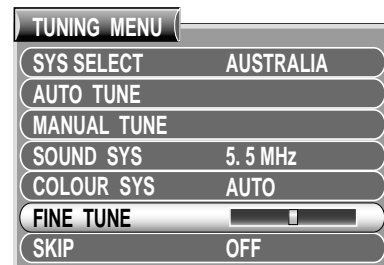 TUNING MENU
SYS SELECT AUSTRALIA
AUTO TUNE
MANUAL TUNE
SOUND SYS 5. 5 MHz
COLOUR SYS AUTO
FINE TUNE
SKIP OFF